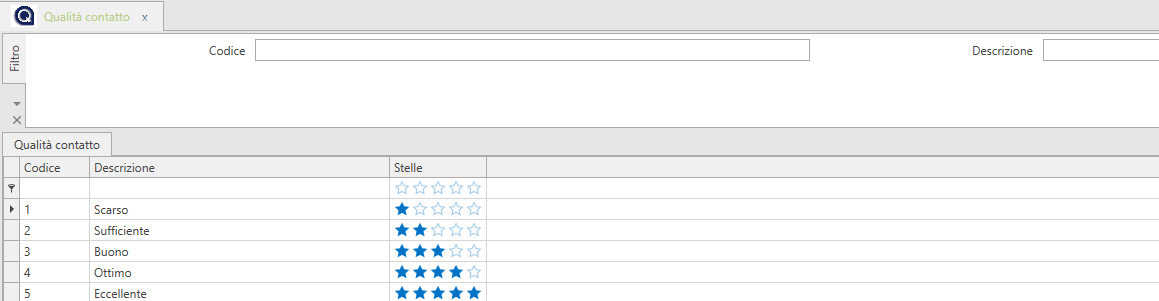 Qualità contatto x
Filtro
Codice Descrizione
Qualità contatto
Codice Descrizione Stelle
1 Scarso
2 Sufficiente
3 Buono
4 Ottimo
5 Eccellente